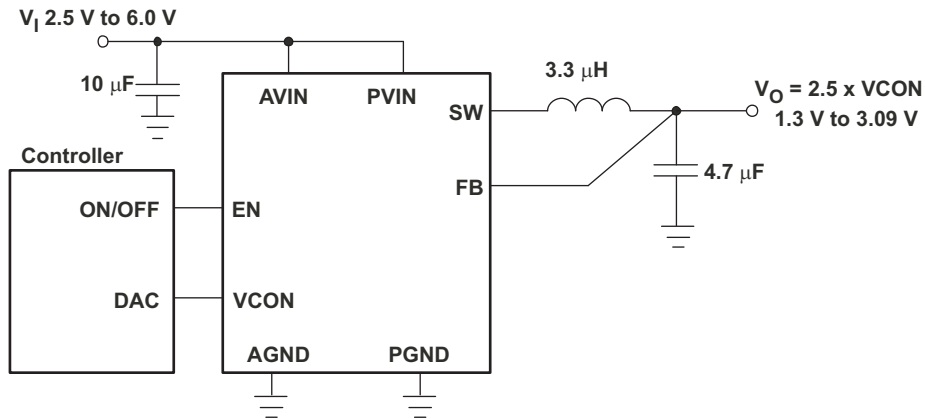 V_I 2.5 V to 6.0 V
10 μF
AVIN
PVIN
3.3 μH
SW
V_O = 2.5 x VCON
1.3 V to 3.09 V
Controller
FB
4.7 μF
ON/OFF
EN
DAC
VCON
AGND
PGND